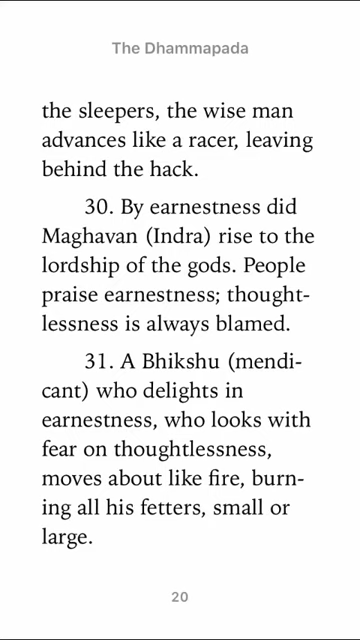 The Dhammapada
the sleepers, the wise man
advances like a racer, leaving
behind the hack.
30. By earnestness did
Maghavan (Indra) rise to the
lordship of the gods. People
praise earnestness; thought-
lessness is always blamed.
31. A Bhikshu (mendi-
cant) who delights in
earnestness, who looks with
fear on thoughtlessness,
moves about like fire, burn-
ing all his fetters, small or
large.
20